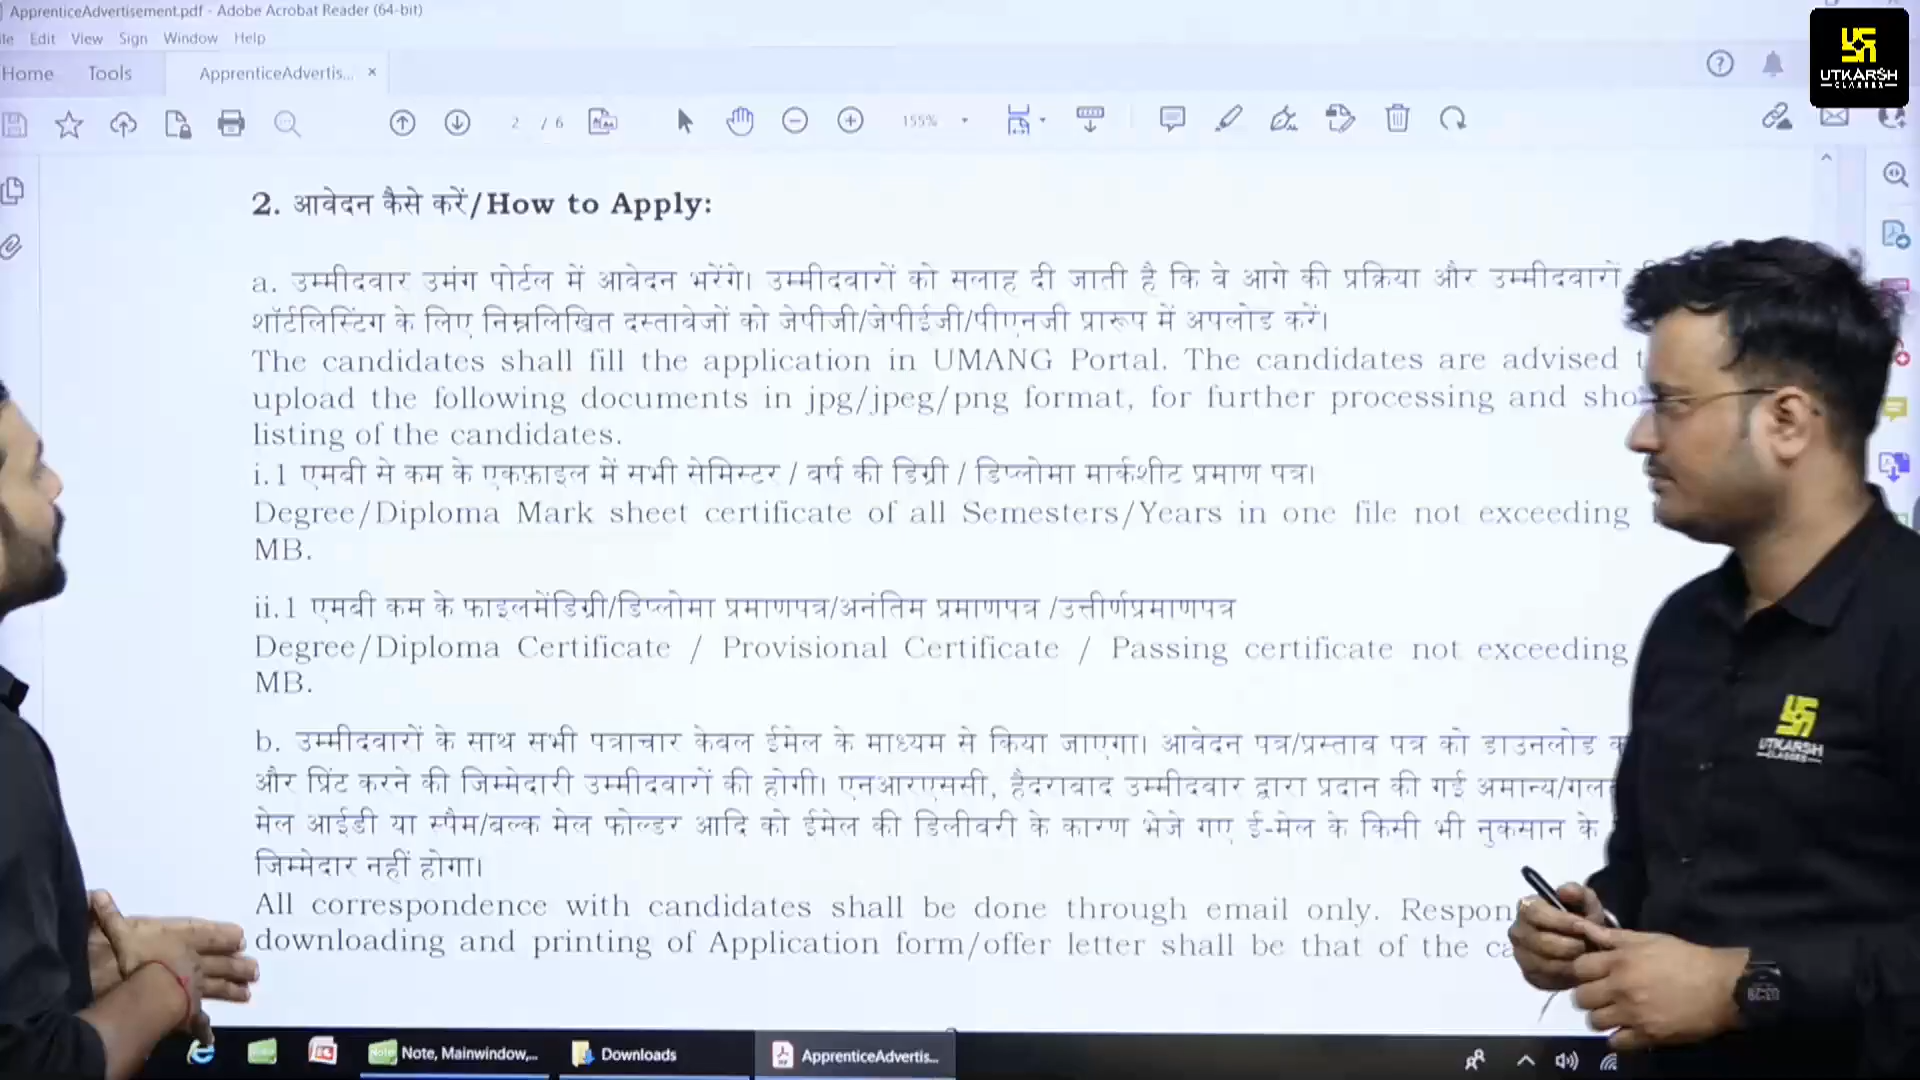 ApprenticeAdvertisement.pdf - Adobe Acrobat Reader (64-bit)
Edit View Sign Window Help
Home Tools ApprenticeAdvertis... ×
2 / 6 155%
UTKARSH
CLASSES
2. आवेदन कैसे करें/How to Apply:
a. उम्मीदवार उमंग पोर्टल में आवेदन भरेंगे। उम्मीदवारों को सलाह दी जाती है कि वे आगे की प्रक्रिया और उम्मीदवारों
शॉर्टलिस्टिंग के लिए निम्नलिखित दस्तावेजों को जेपीजी/जेपीईजी/पीएनजी प्रारूप में अपलोड करें।
The candidates shall fill the application in UMANG Portal. The candidates are advised
upload the following documents in jpg/jpeg/png format, for further processing and sho
listing of the candidates.
i.1 एमबी से कम के एकफ़ाइल में सभी सेमिस्टर / वर्ष की डिग्री / डिप्लोमा मार्कशीट प्रमाण पत्र।
Degree/Diploma Mark sheet certificate of all Semesters/Years in one file not exceeding
MB.
ii.1 एमबी कम के फाइलमेंडिग्री/डिप्लोमा प्रमाणपत्र/अनंतिम प्रमाणपत्र /उत्तीर्णप्रमाणपत्र
Degree/Diploma Certificate / Provisional Certificate / Passing certificate not exceeding
MB.
b. उम्मीदवारों के साथ सभी पत्राचार केवल ईमेल के माध्यम से किया जाएगा। आवेदन पत्र/प्रस्ताव पत्र को डाउनलोड
और प्रिंट करने की जिम्मेदारी उम्मीदवारों की होगी। एनआरएससी, हैदराबाद उम्मीदवार द्वारा प्रदान की गई अमान्य/गलत
मेल आईडी या स्पैम/बल्क मेल फोल्डर आदि को ईमेल की डिलीवरी के कारण भेजे गए ई-मेल के किसी भी नुकसान के
जिम्मेदार नहीं होगा।
All correspondence with candidates shall be done through email only. Respon
downloading and printing of Application form/offer letter shall be that of the ca
UTKARSH
CLASSES
Note, Mainwindow,... Downloads ApprenticeAdvertis...